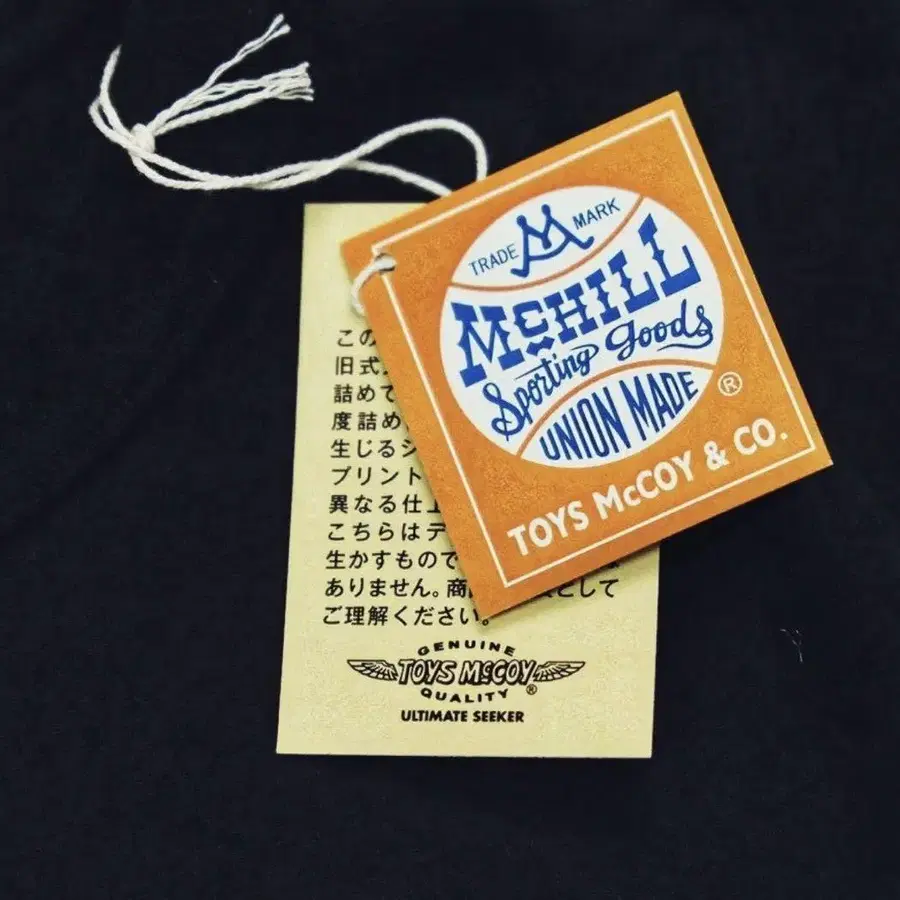 TRADE MARK
McHILL
Sporting Goods
UNION MADE
®
TOYS McCOY & CO.
この
旧式
詰めて
度詰め
生じるシ
プリント
異なる仕
こちらはデ
生かすもので
ありません。商 として
ご理解ください。
GENUINE
TOYS McCOY
QUALITY ®
ULTIMATE SEEKER